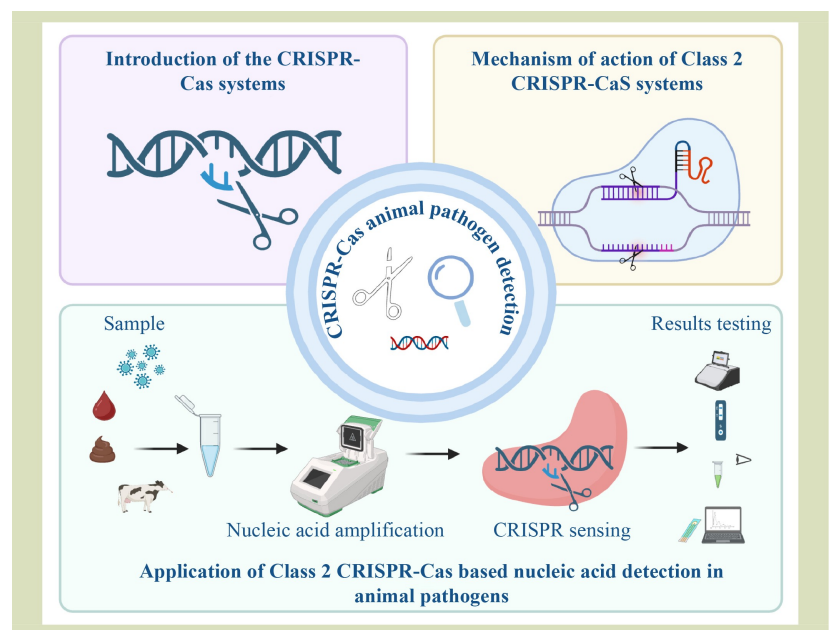 Introduction of the CRISPR-
Cas systems
Mechanism of action of Class 2
CRISPR-CaS systems
CRISPR-Cas animal pathogen detection
Sample
Results testing
Nucleic acid amplification
CRISPR sensing
Application of Class 2 CRISPR-Cas based nucleic acid detection in
animal pathogens